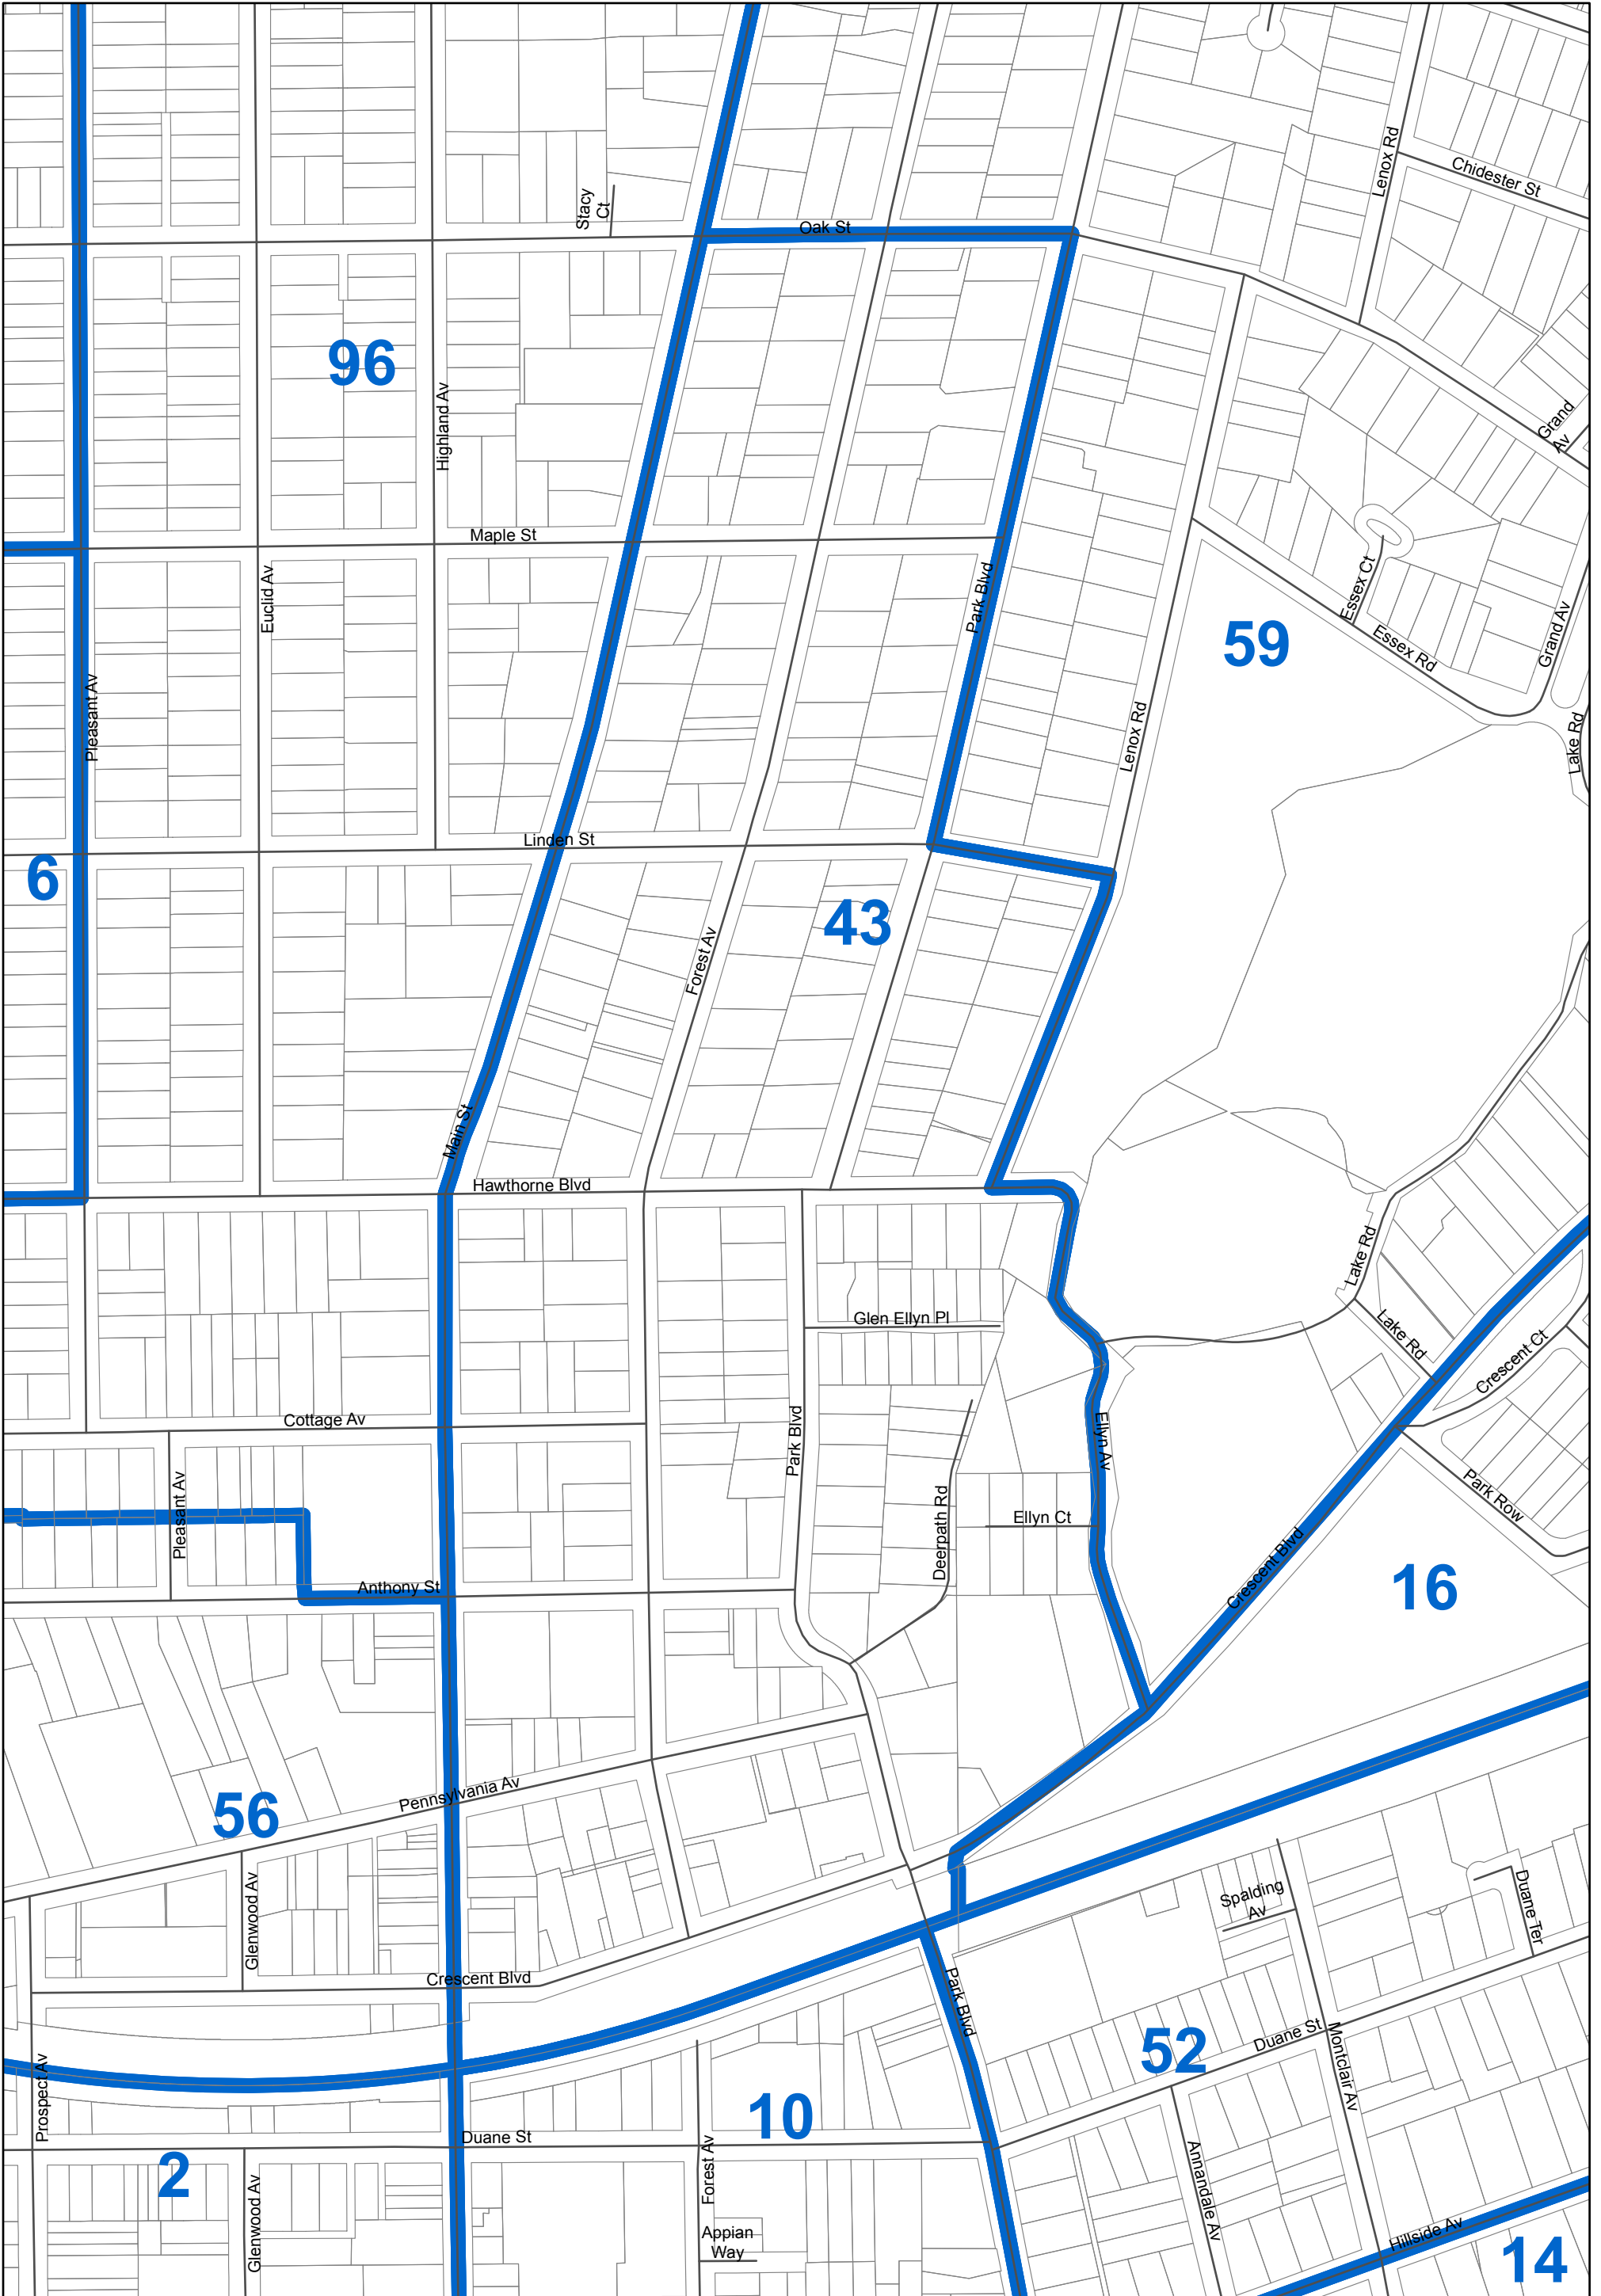 Lenox Rd
Chidester St
Stacy
Ct
Oak St
96
Highland Av
Grand
Av
Maple St
Euclid Av
Park Blvd
Essex Ct
59
Essex Rd
Grand Av
Pleasant Av
Lenox Rd
Lake Rd
Linden St
6
43
Forest Av
Main St
Hawthorne Blvd
Lake Rd
Glen Ellyn Pl
Lake Rd
Crescent Ct
Cottage Av
Park Blvd
Ellyn Av
Pleasant Av
Deerpath Rd
Ellyn Ct
Park Row
Crescent Blvd
Anthony St
16
Pennsylvania Av
56
Glenwood Av
Spalding
Av
Duane Ter
Crescent Blvd
Park Blvd
52
Duane St
Montclair Av
Prospect Av
10
Duane St
2
Glenwood Av
Forest Av
Annandale Av
Appian
Way
Hillside Av
14